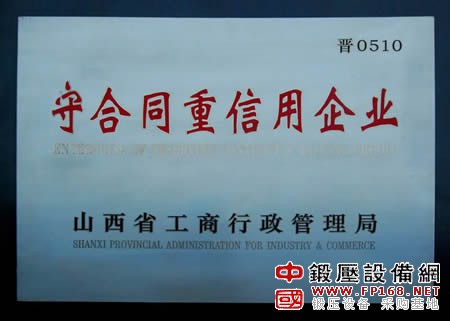 晋0510
守合同重信用企业
山西省工商行政管理局
SHANXI PROVINCIAL ADMINISTRATION FOR INDUSTRY & COMMERCE
中國 鍛壓設備網
WWW.FP168.NET
鍛压设备 采购基地